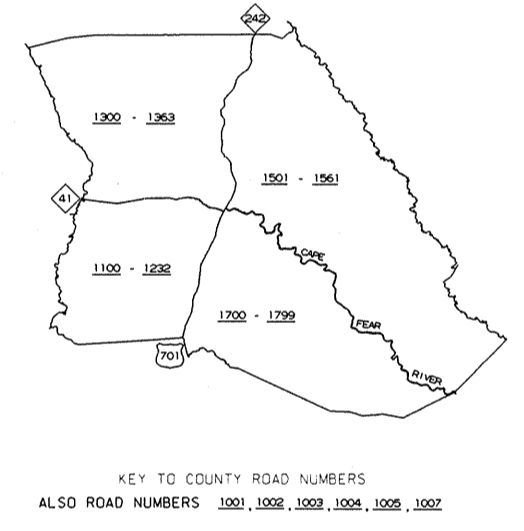 242
1300 - 1363
1501 - 1561
41
CAPE
1100 - 1232
1700 - 1799
FEAR
701
RIVER
KEY TO COUNTY ROAD NUMBERS
ALSO ROAD NUMBERS 1001, 1002, 1003, 1004, 1005, 1007